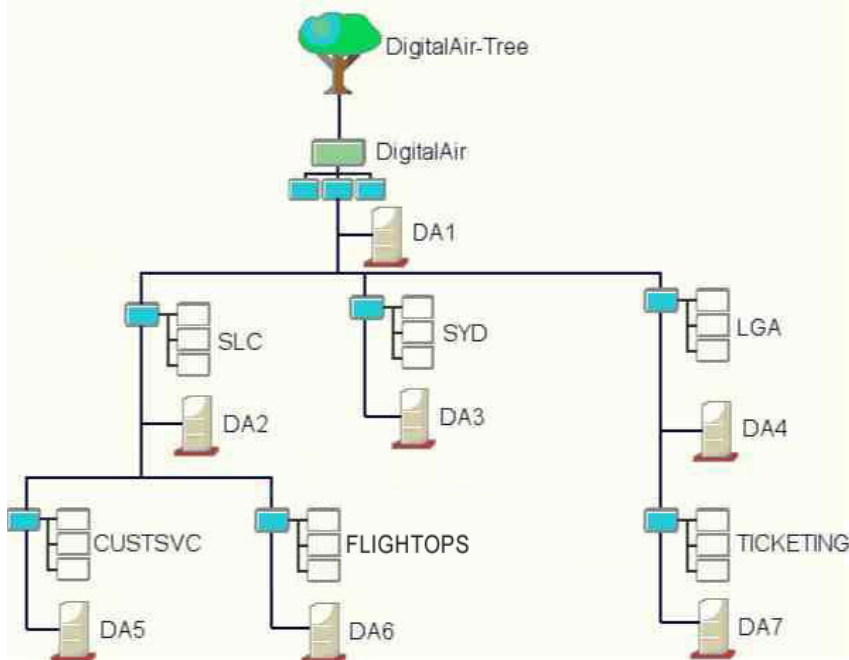 DigitalAir-Tree
DigitalAir
DA1
SLC
SYD
LGA
DA2
DA3
DA4
CUSTSVC
FLIGHTOPS
TICKETING
DA5
DA6
DA7